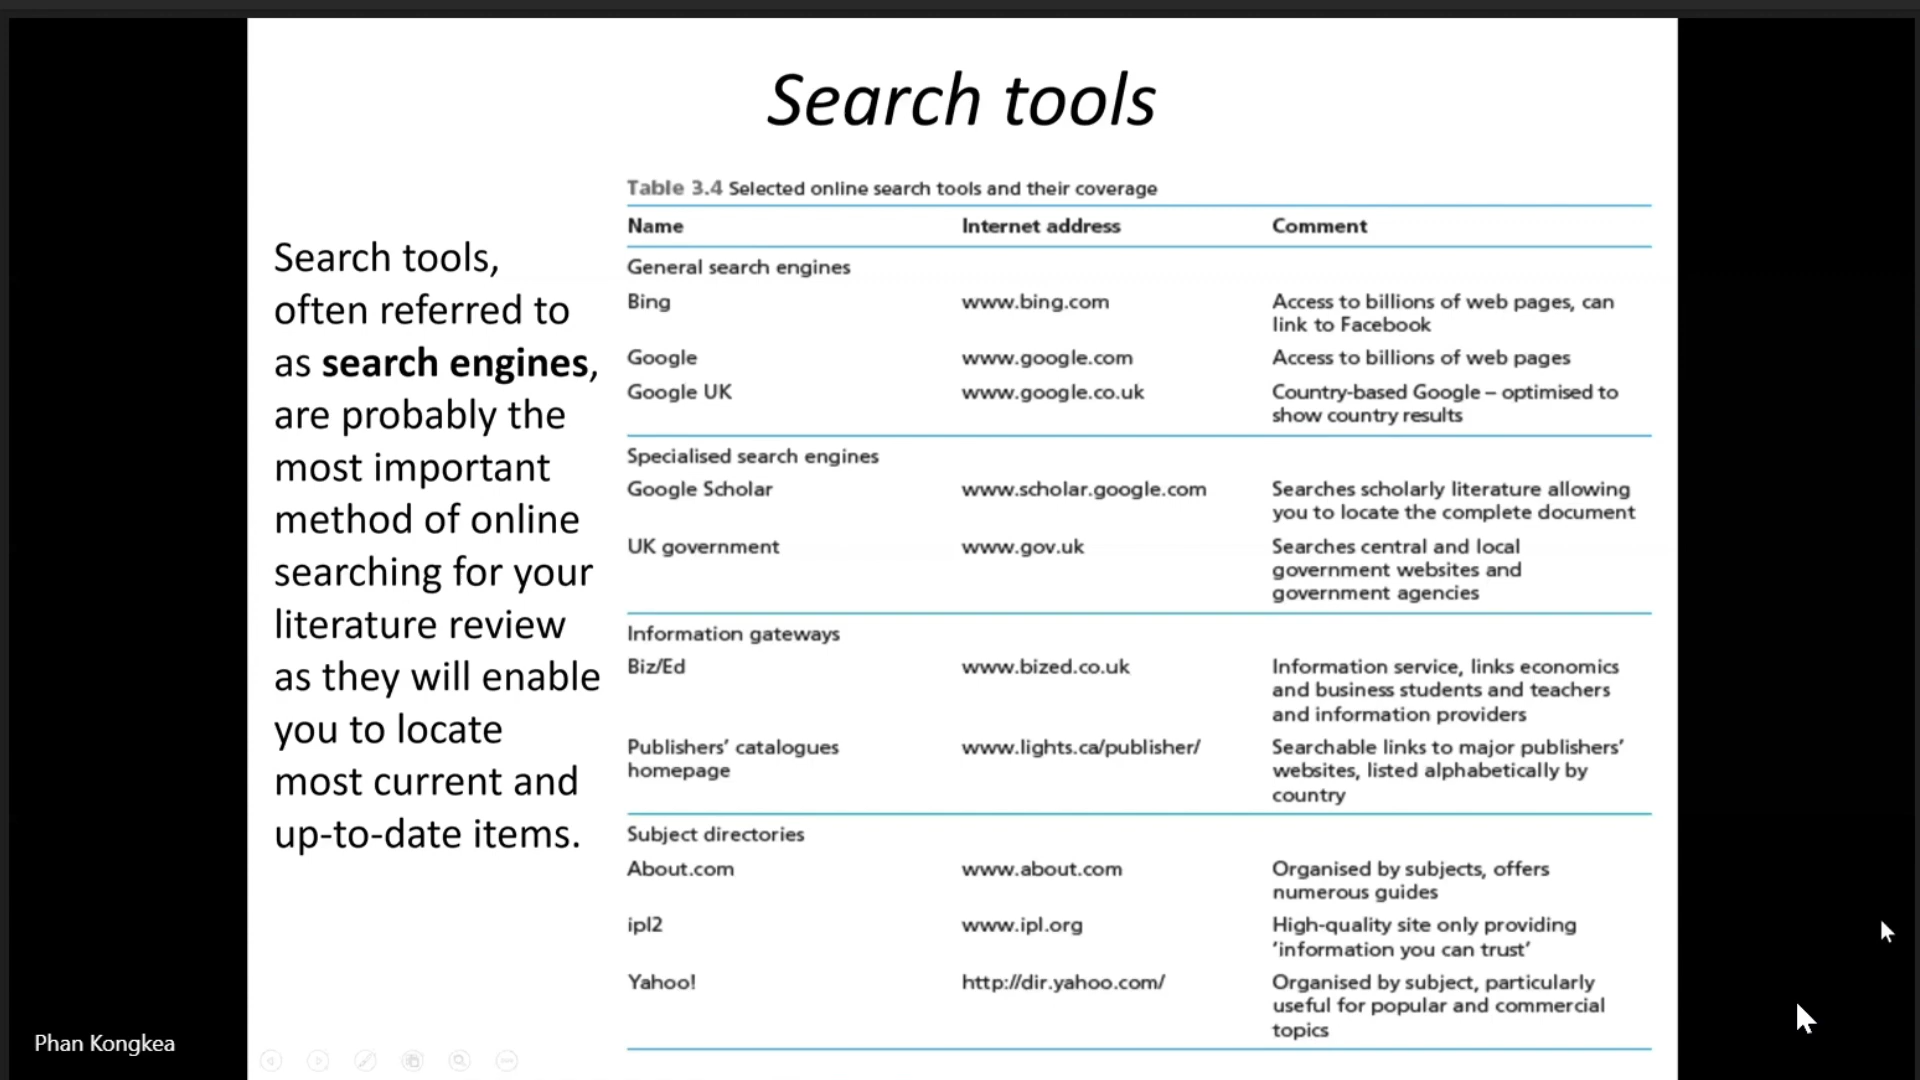 Search tools
Search tools,
often referred to
as search engines,
are probably the
most important
method of online
searching for your
literature review
as they will enable
you to locate
most current and
up-to-date items.
Table 3.4 Selected online search tools and their coverage
Name Internet address Comment
General search engines
Bing www.bing.com Access to billions of web pages, can
link to Facebook
Google www.google.com Access to billions of web pages
Google UK www.google.co.uk Country-based Google – optimised to
show country results
Specialised search engines
Google Scholar www.scholar.google.com Searches scholarly literature allowing
you to locate the complete document
UK government www.gov.uk Searches central and local
government websites and
government agencies
Information gateways
Biz/Ed www.bized.co.uk Information service, links economics
and business students and teachers
and information providers
Publishers’ catalogues www.lights.ca/publisher/ Searchable links to major publishers’
homepage websites, listed alphabetically by
country
Subject directories
About.com www.about.com Organised by subjects, offers
numerous guides
ipl2 www.ipl.org High-quality site only providing
‘information you can trust’
Yahoo! http://dir.yahoo.com/ Organised by subject, particularly
useful for popular and commercial
topics
Phan Kongkea